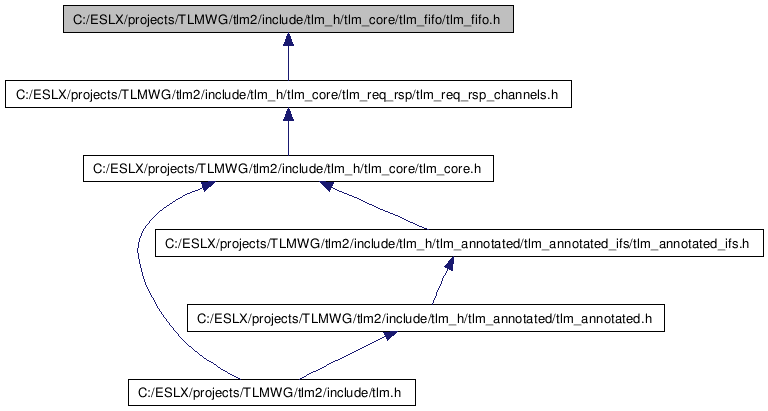 C:/ESLX/projects/TLMWG/tlm2/include/tlm_h/tlm_core/tlm_fifo/tlm_fifo.h
C:/ESLX/projects/TLMWG/tlm2/include/tlm_h/tlm_core/tlm_req_rsp/tlm_req_rsp_channels.h
C:/ESLX/projects/TLMWG/tlm2/include/tlm_h/tlm_core/tlm_core.h
C:/ESLX/projects/TLMWG/tlm2/include/tlm_h/tlm_annotated/tlm_annotated_ifs/tlm_annotated_ifs.h
C:/ESLX/projects/TLMWG/tlm2/include/tlm_h/tlm_annotated/tlm_annotated.h
C:/ESLX/projects/TLMWG/tlm2/include/tlm.h